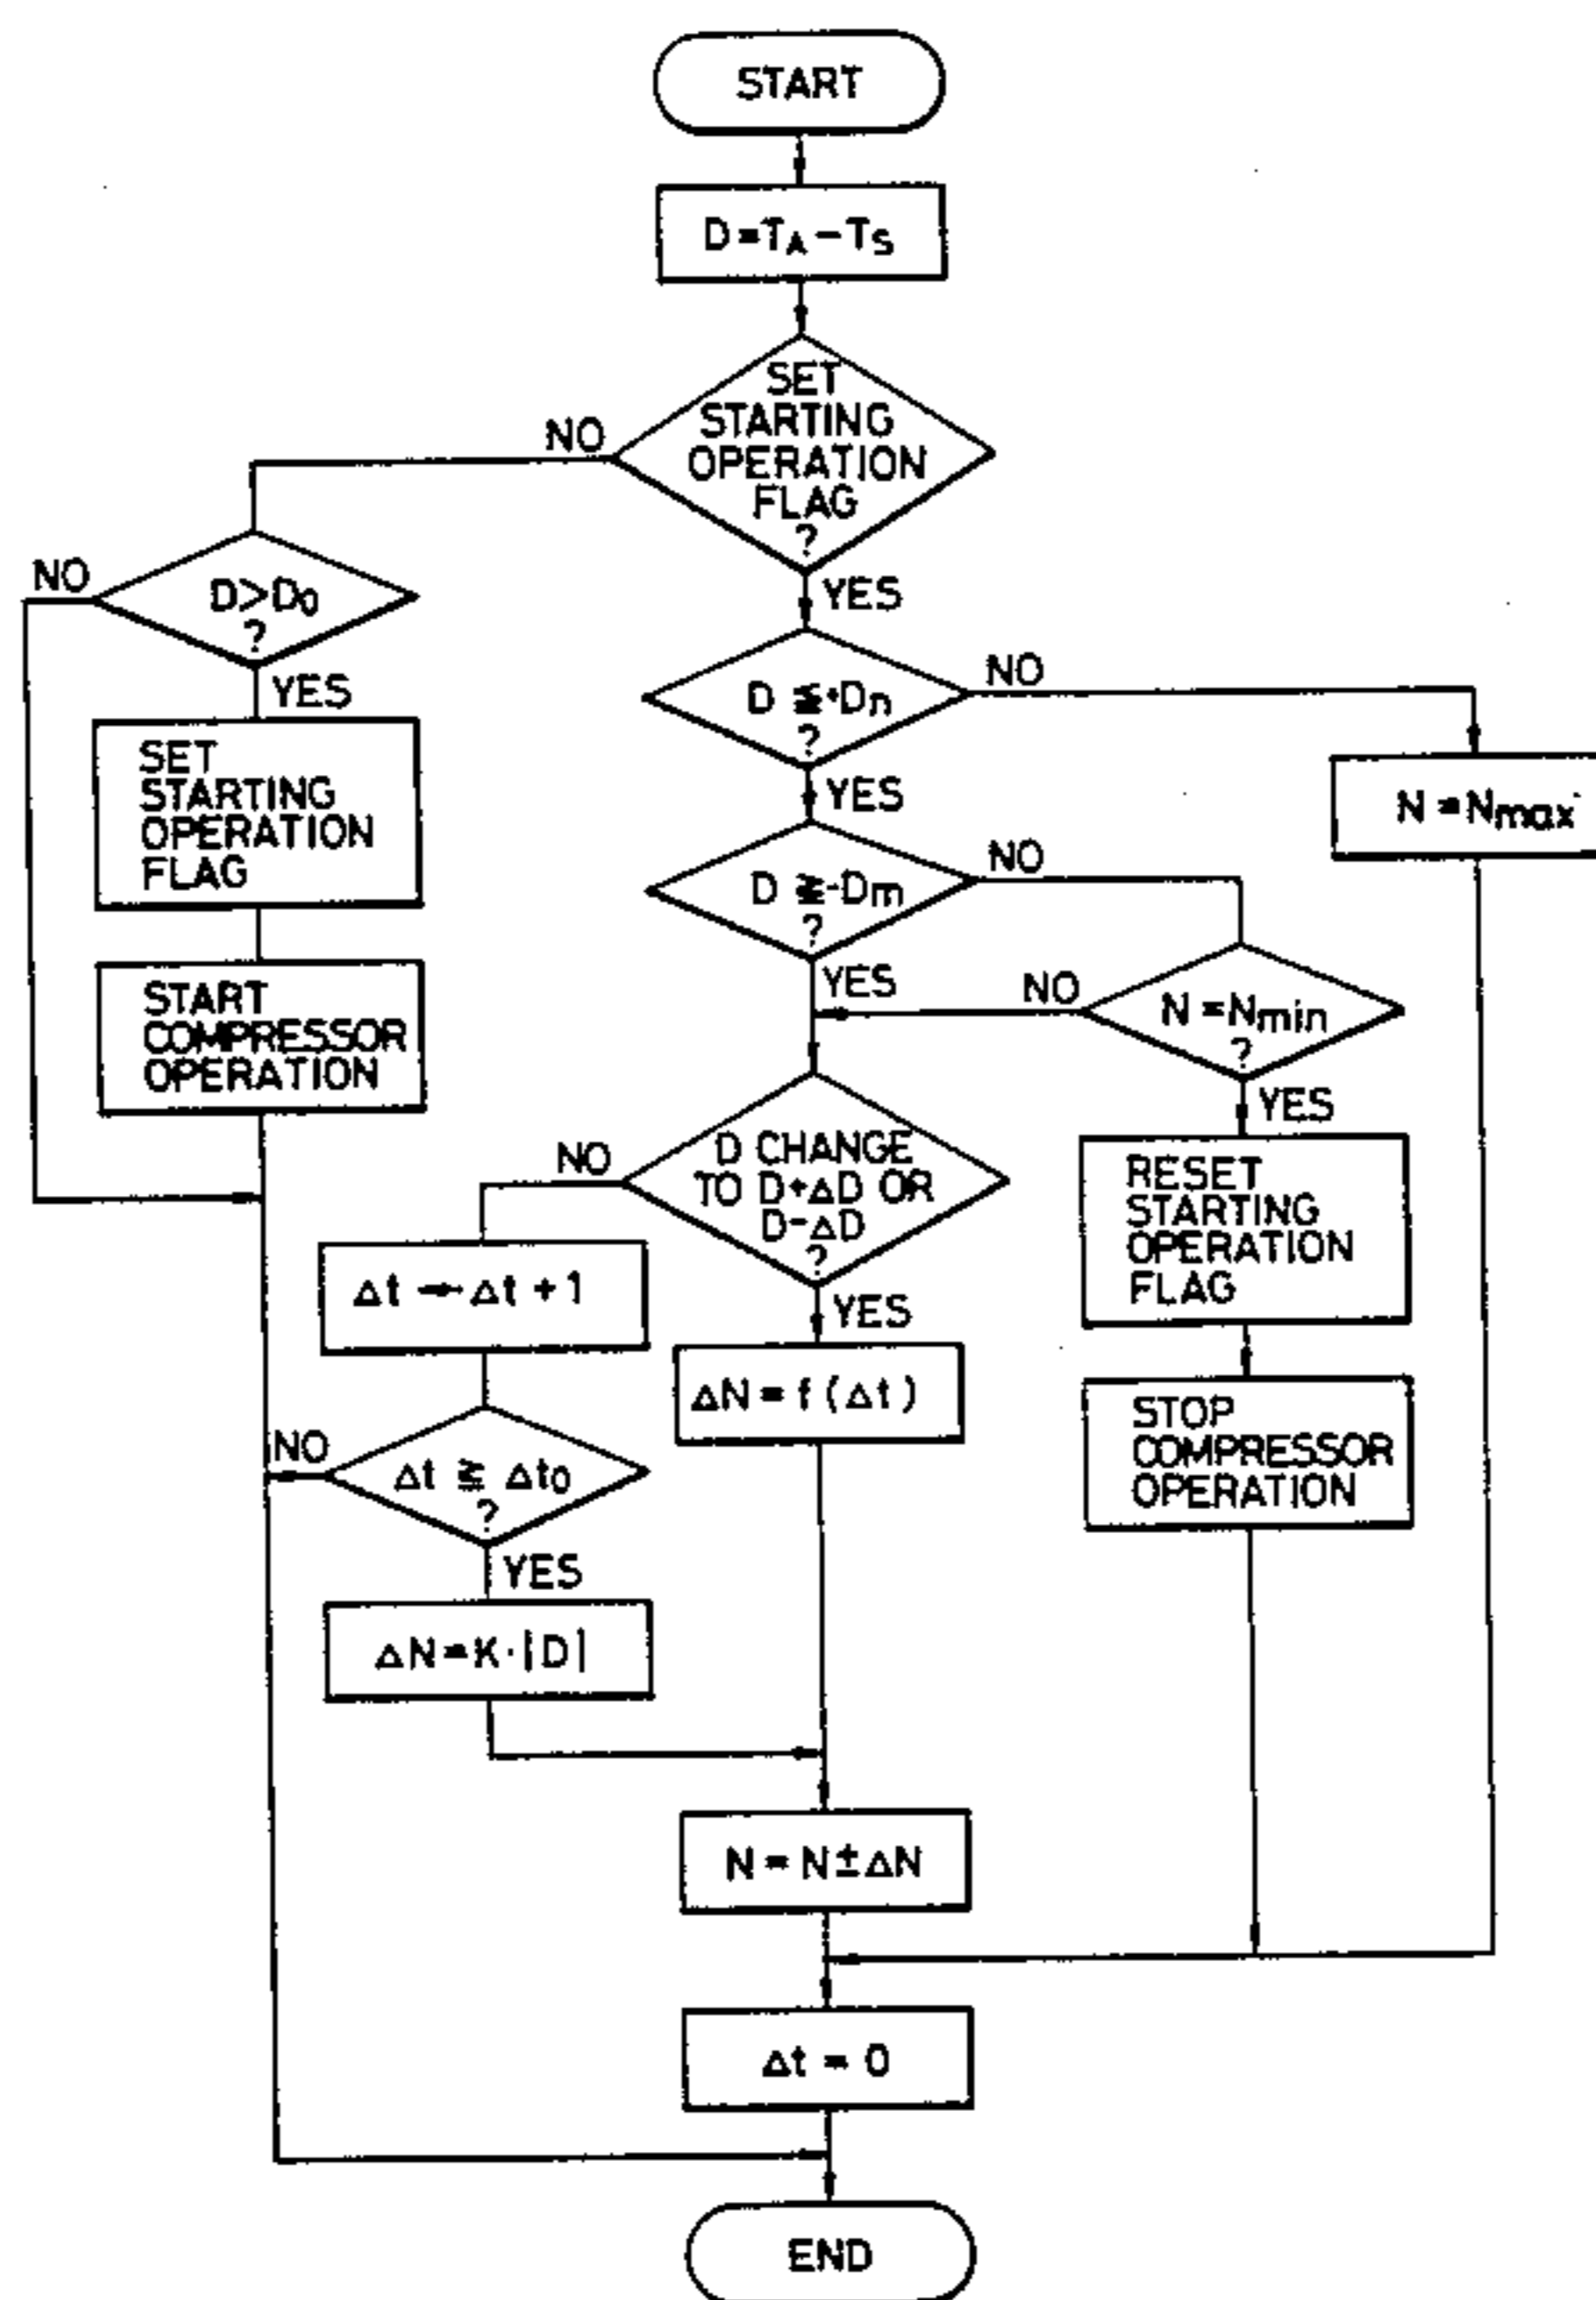 START
D=TA-TS
SET
STARTING
OPERATION
FLAG
?
NO
YES
D>D0
?
NO
YES
SET
STARTING
OPERATION
FLAG
START
COMPRESSOR
OPERATION
D≦+Dn
?
NO
YES
N=Nmax
D≧-Dm
?
NO
YES
N=Nmin
?
NO
YES
RESET
STARTING
OPERATION
FLAG
STOP
COMPRESSOR
OPERATION
D CHANGE
TO D+ΔD OR
D-ΔD
?
NO
YES
Δt→Δt+1
ΔN=f(Δt)
Δt≧Δt0
?
NO
YES
ΔN=K·|D|
N=N±ΔN
Δt=0
END